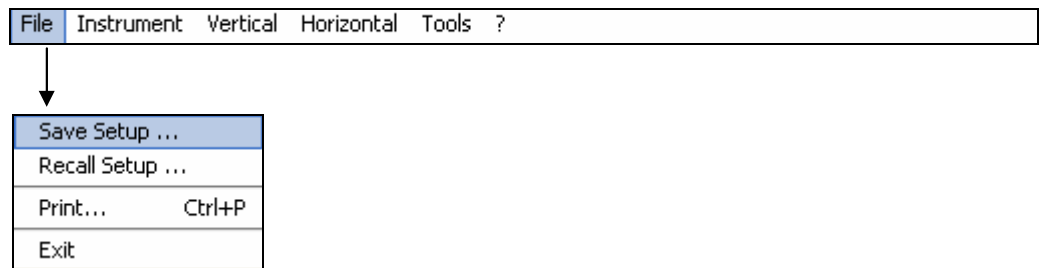 File Instrument Vertical Horizontal Tools ?
Save Setup ...
Recall Setup ...
Print... Ctrl+P
Exit